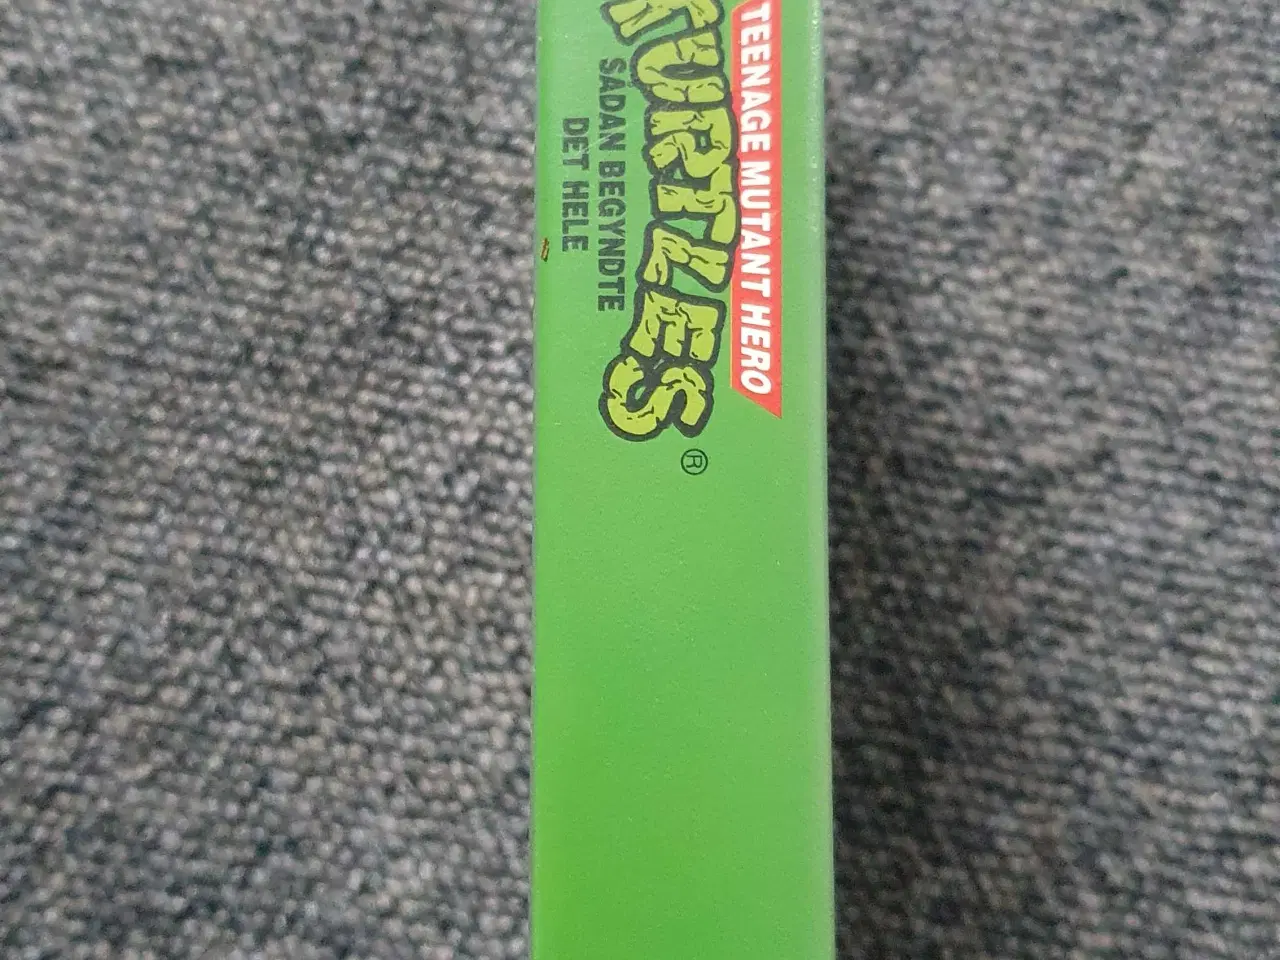 TEENAGE MUTANT HERO
TURTLES ®
SÅDAN BEGYNDTE
DET HELE